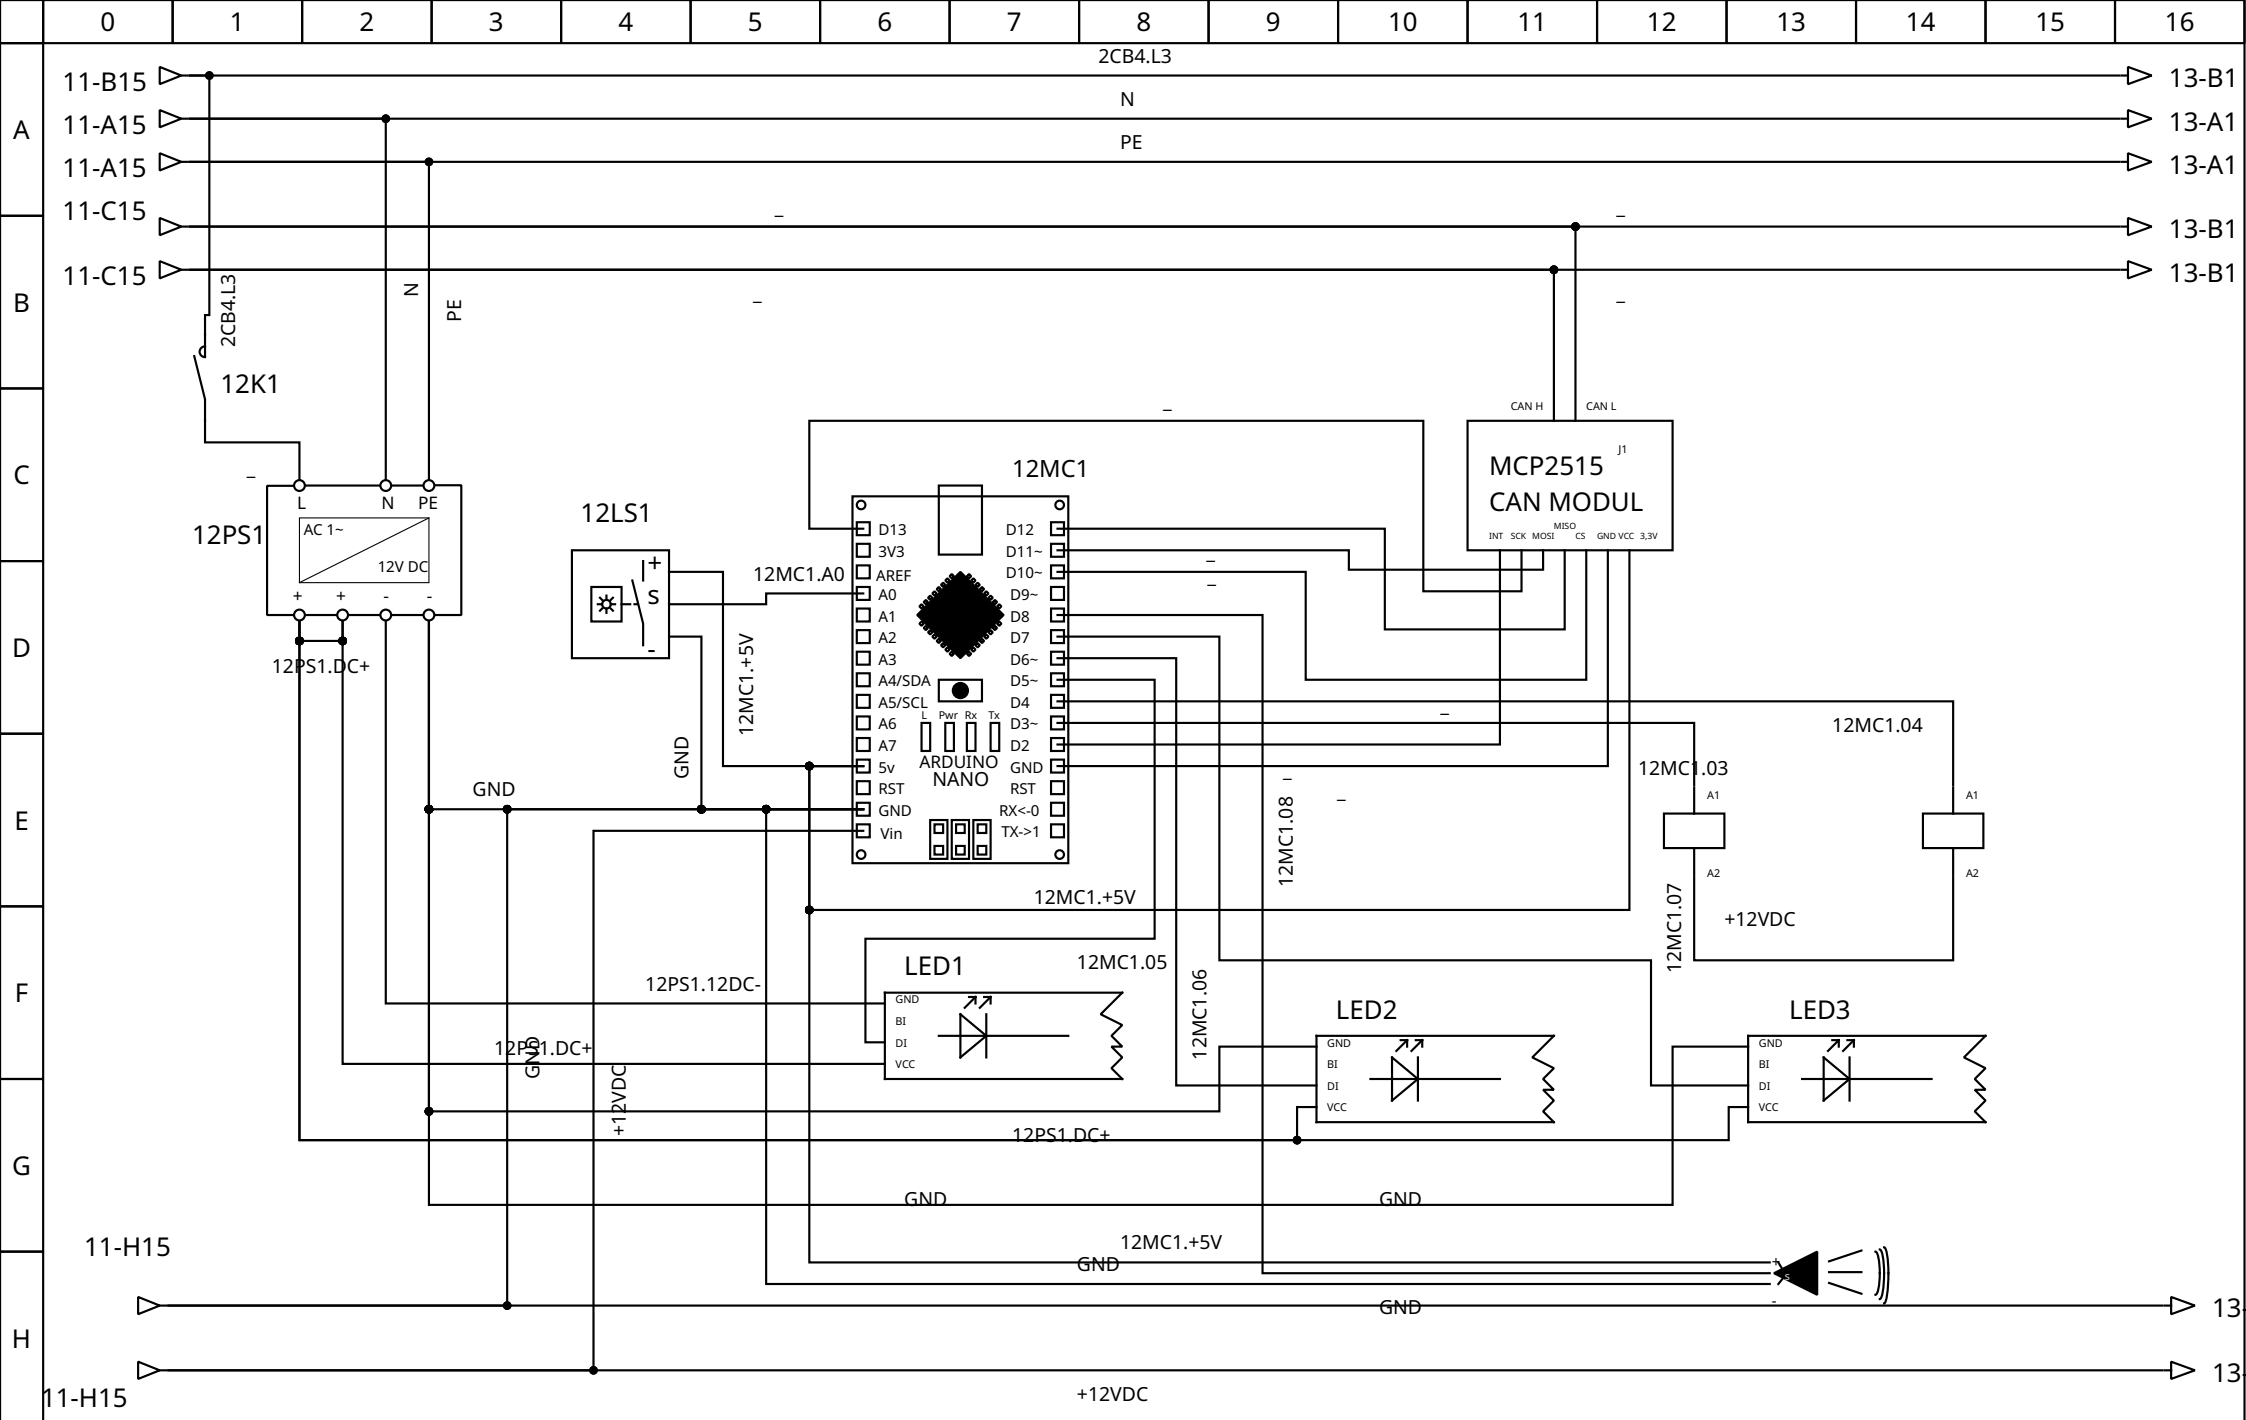 0 1 2 3 4 5 6 7 8 9 10 11 12 13 14 15 16
2CB4.L3
11-B15 13-B1
N
A
11-A15 13-A1
PE
11-A15 13-A1
11-C15
– –
13-B1
11-C15 13-B1
B
2CB4.L3
N
PE
– –
12K1
–
CAN H CAN L
J1
C
MCP2515
CAN MODUL
MISO
INT SCK MOSI CS GND VCC 3,3V
–
L N PE
AC 1~
12V DC
+ + - -
12PS1
12LS1
+
S
-
12MC1
12MC1.A0
D13 D12
3V3 D11~
AREF D10~
A0 D9~
A1 D8
A2 D7
A3 D6~
A4/SDA D5~
A5/SCL D4
L Pwr Rx Tx
A6 D3~
A7 D2
ARDUINO
NANO
5v GND
RST RST
GND RX<-0
Vin TX->1
–
–
D
12PS1.DC+
12MC1.+5V
GND
–
12MC1.04
12MC1.03
–
–
E
GND
12MC1.08
A1 A1
A2 A2
12MC1.+5V
12MC1.07
+12VDC
F
LED1
12MC1.05
12PS1.12DC-
GND
BI
DI
VCC
12MC1.06
LED2
GND
BI
DI
VCC
LED3
GND
BI
DI
VCC
12PS1.DC+
GND
+12VDC
12PS1.DC+
G
GND GND
11-H15
12MC1.+5V
GND
+
s
-
GND
13-
H
13-
11-H15
+12VDC